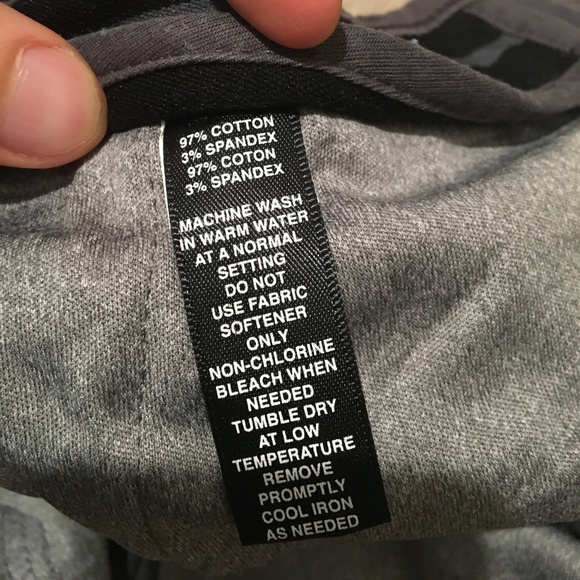 97% COTTON
3% SPANDEX
97% COTON
3% SPANDEX
MACHINE WASH
IN WARM WATER
AT A NORMAL
SETTING
DO NOT
USE FABRIC
SOFTENER
ONLY
NON-CHLORINE
BLEACH WHEN
NEEDED
TUMBLE DRY
AT LOW
TEMPERATURE
REMOVE
PROMPTLY
COOL IRON
AS NEEDED